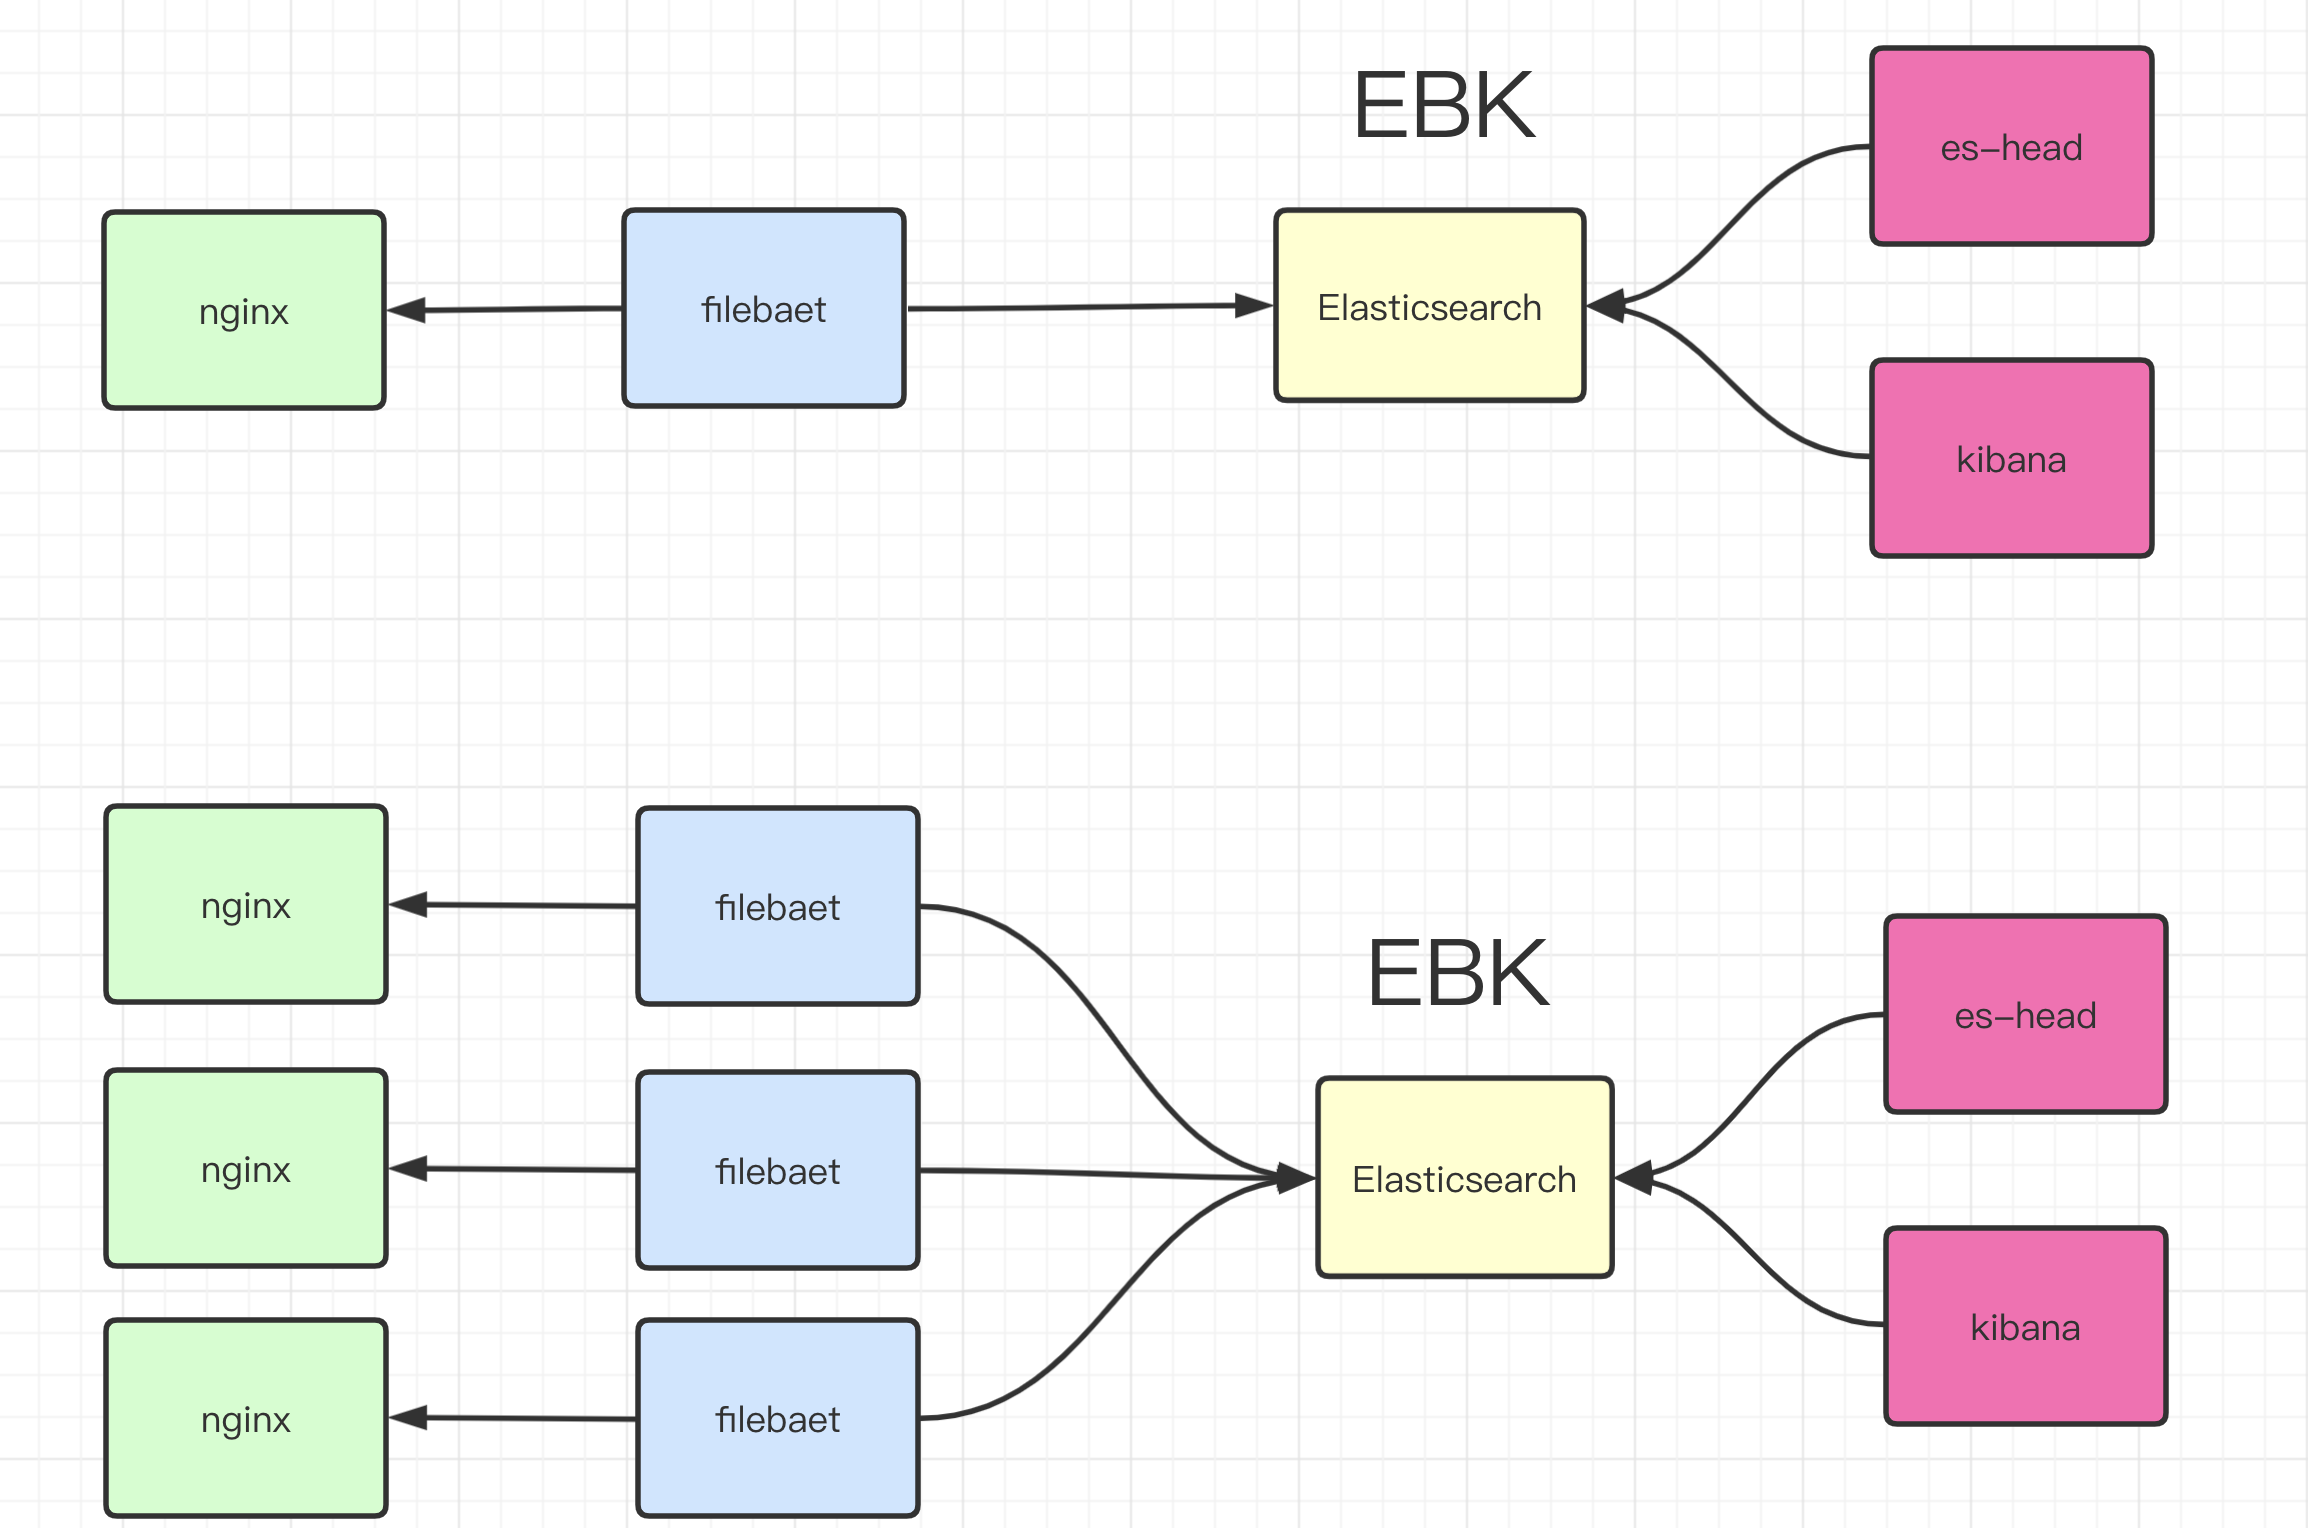 EBK
es-head
nginx
filebaet
Elasticsearch
kibana
nginx
filebaet
EBK
es-head
nginx
filebaet
Elasticsearch
kibana
nginx
filebaet